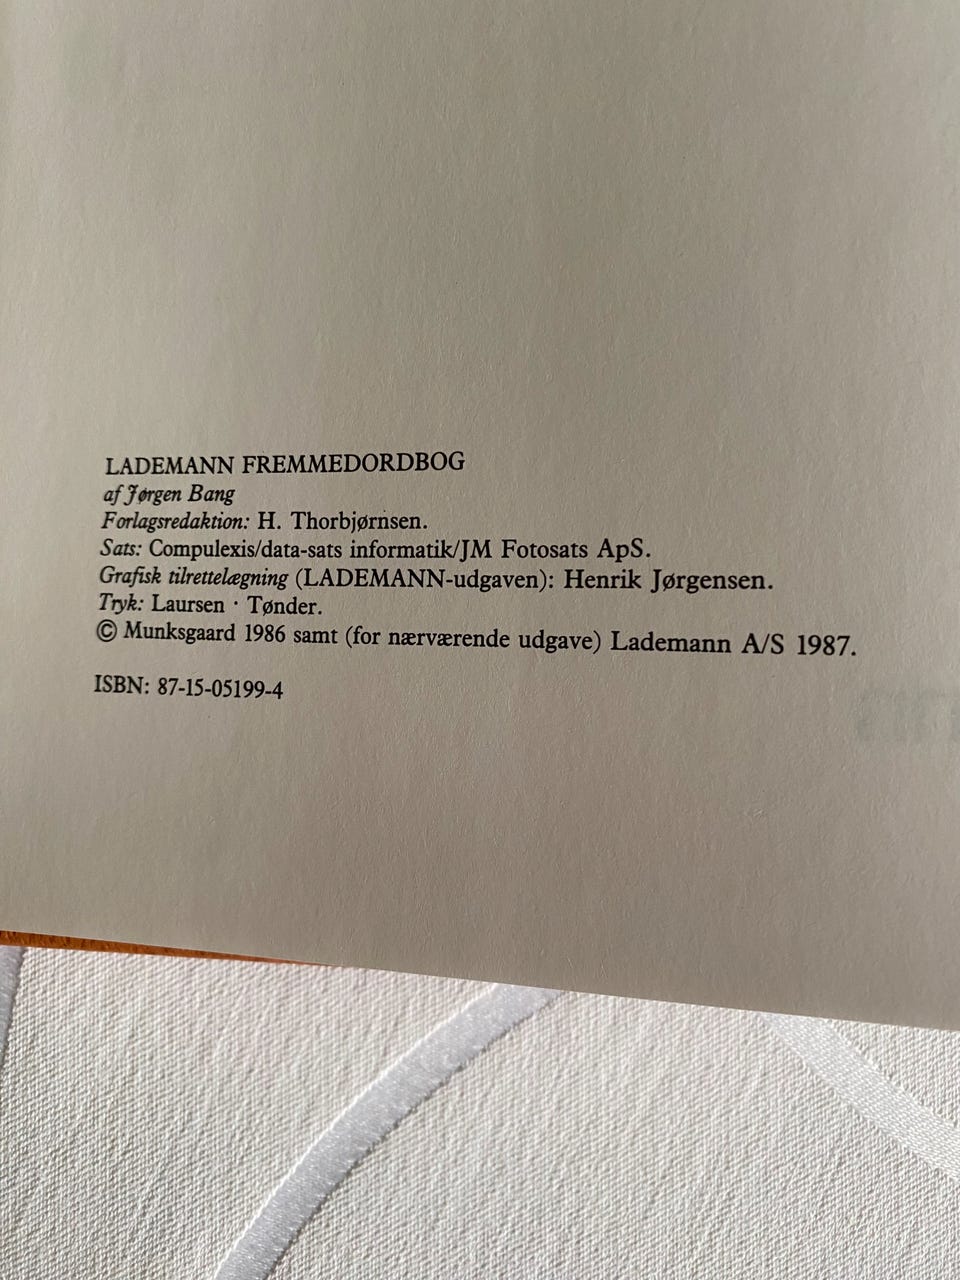 LADEMANN FREMMEDORDBOG
af Jørgen Bang
Forlagsredaktion: H. Thorbjørnsen.
Sats: Compulexis/data-sats informatik/JM Fotosats ApS.
Grafisk tilrettelægning (LADEMANN-udgaven): Henrik Jørgensen.
Tryk: Laursen · Tønder.
© Munksgaard 1986 samt (for nærværende udgave) Lademann A/S 1987.
ISBN: 87-15-05199-4